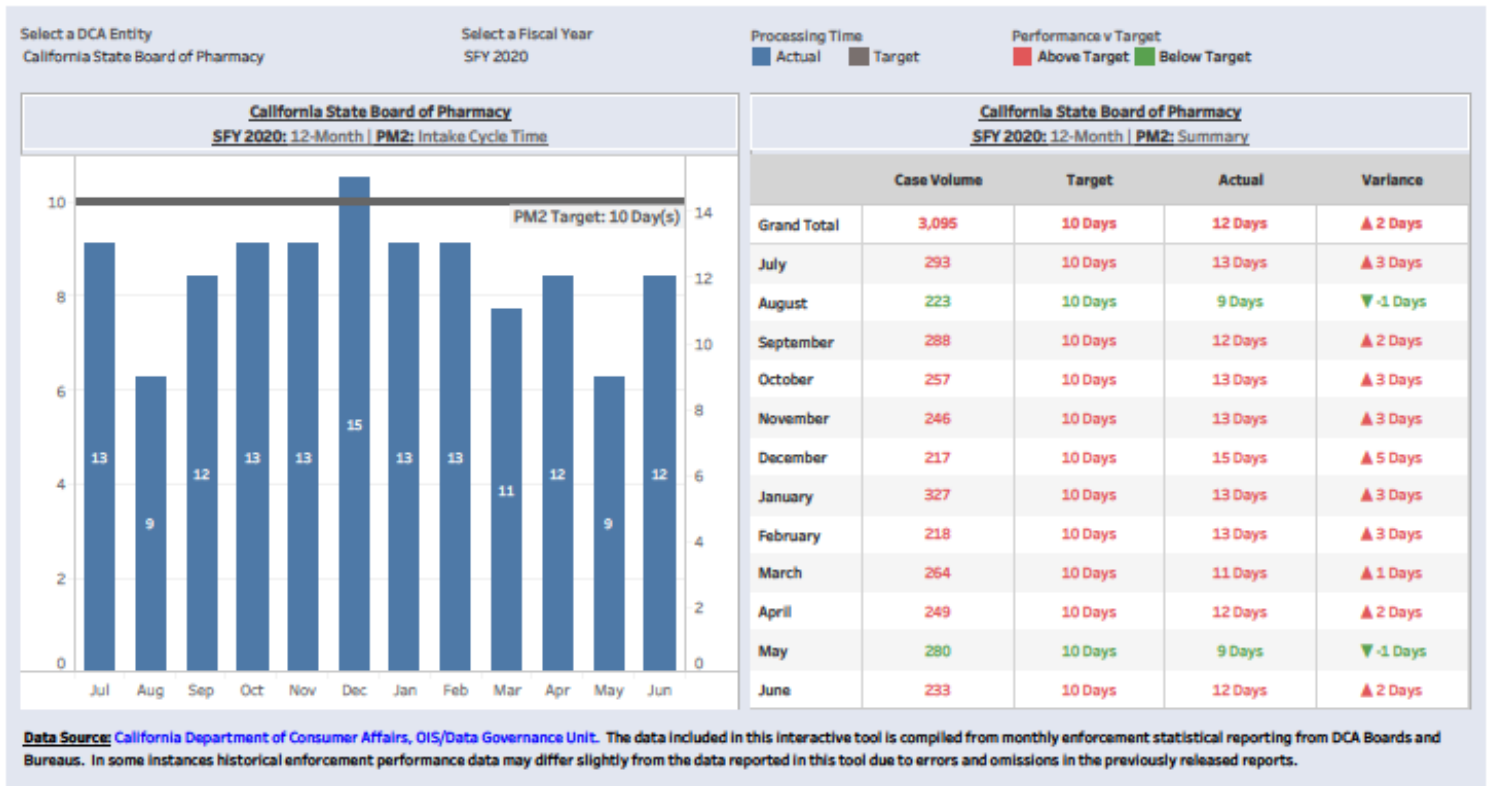 Select a DCA Entity
California State Board of Pharmacy
Select a Fiscal Year
SFY 2020
Processing Time
Actual Target
Performance v Target
Above Target Below Target
California State Board of Pharmacy
SFY 2020: 12-Month | PM2: Intake Cycle Time
10
8
6
4
2
0
PM2 Target: 10 Day(s)
14
12
10
8
6
4
2
0
13 9 12 13 13 15 13 13 11 12 9 12
Jul Aug Sep Oct Nov Dec Jan Feb Mar Apr May Jun
California State Board of Pharmacy
SFY 2020: 12-Month | PM2: Summary
Case Volume Target Actual Variance
Grand Total 3,095 10 Days 12 Days ▲ 2 Days
July 293 10 Days 13 Days ▲ 3 Days
August 223 10 Days 9 Days ▼ -1 Days
September 288 10 Days 12 Days ▲ 2 Days
October 257 10 Days 13 Days ▲ 3 Days
November 246 10 Days 13 Days ▲ 3 Days
December 217 10 Days 15 Days ▲ 5 Days
January 327 10 Days 13 Days ▲ 3 Days
February 218 10 Days 13 Days ▲ 3 Days
March 264 10 Days 11 Days ▲ 1 Days
April 249 10 Days 12 Days ▲ 2 Days
May 280 10 Days 9 Days ▼ -1 Days
June 233 10 Days 12 Days ▲ 2 Days
Data Source: California Department of Consumer Affairs, OIS/Data Governance Unit. The data included in this interactive tool is compiled from monthly enforcement statistical reporting from DCA Boards and
Bureaus. In some instances historical enforcement performance data may differ slightly from the data reported in this tool due to errors and omissions in the previously released reports.